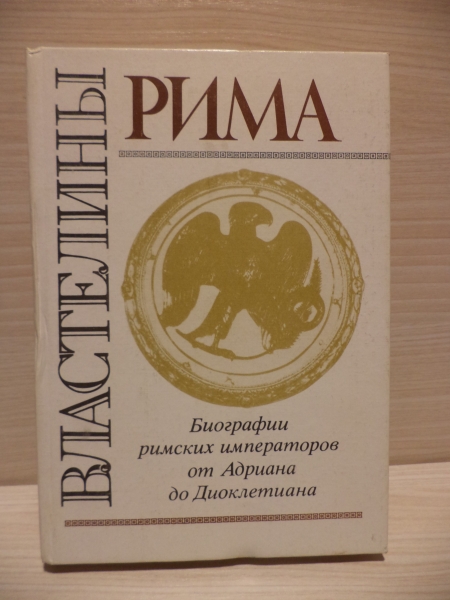 ВЛАСТЕЛИНЫ
РИМА
Биографии
римских императоров
от Адриана
до Диоклетиана